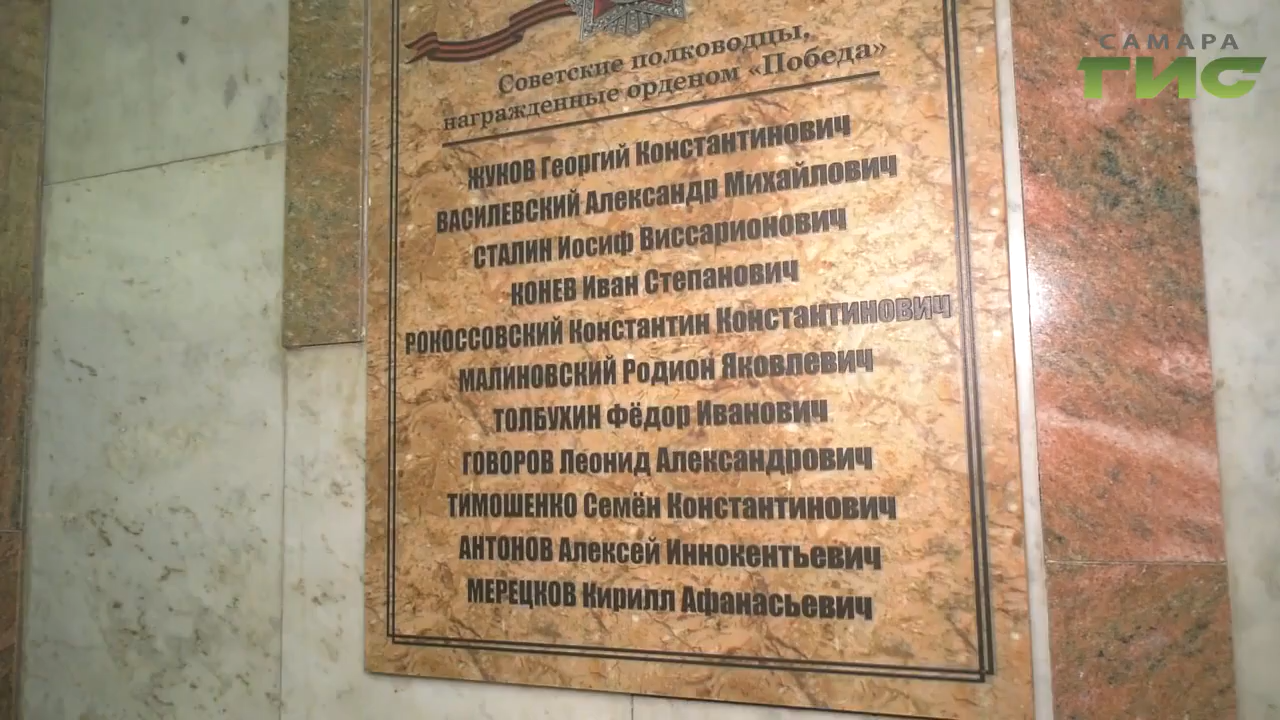 САМАРА
ГИС
Советские полководцы,
награжденные орденом «Победа»
ЖУКОВ Георгий Константинович
ВАСИЛЕВСКИЙ Александр Михайлович
СТАЛИН Иосиф Виссарионович
КОНЕВ Иван Степанович
РОКОССОВСКИЙ Константин Константинович
МАЛИНОВСКИЙ Родион Яковлевич
ТОЛБУХИН Фёдор Иванович
ГОВОРОВ Леонид Александрович
ТИМОШЕНКО Семён Константинович
АНТОНОВ Алексей Иннокентьевич
МЕРЕЦКОВ Кирилл Афанасьевич